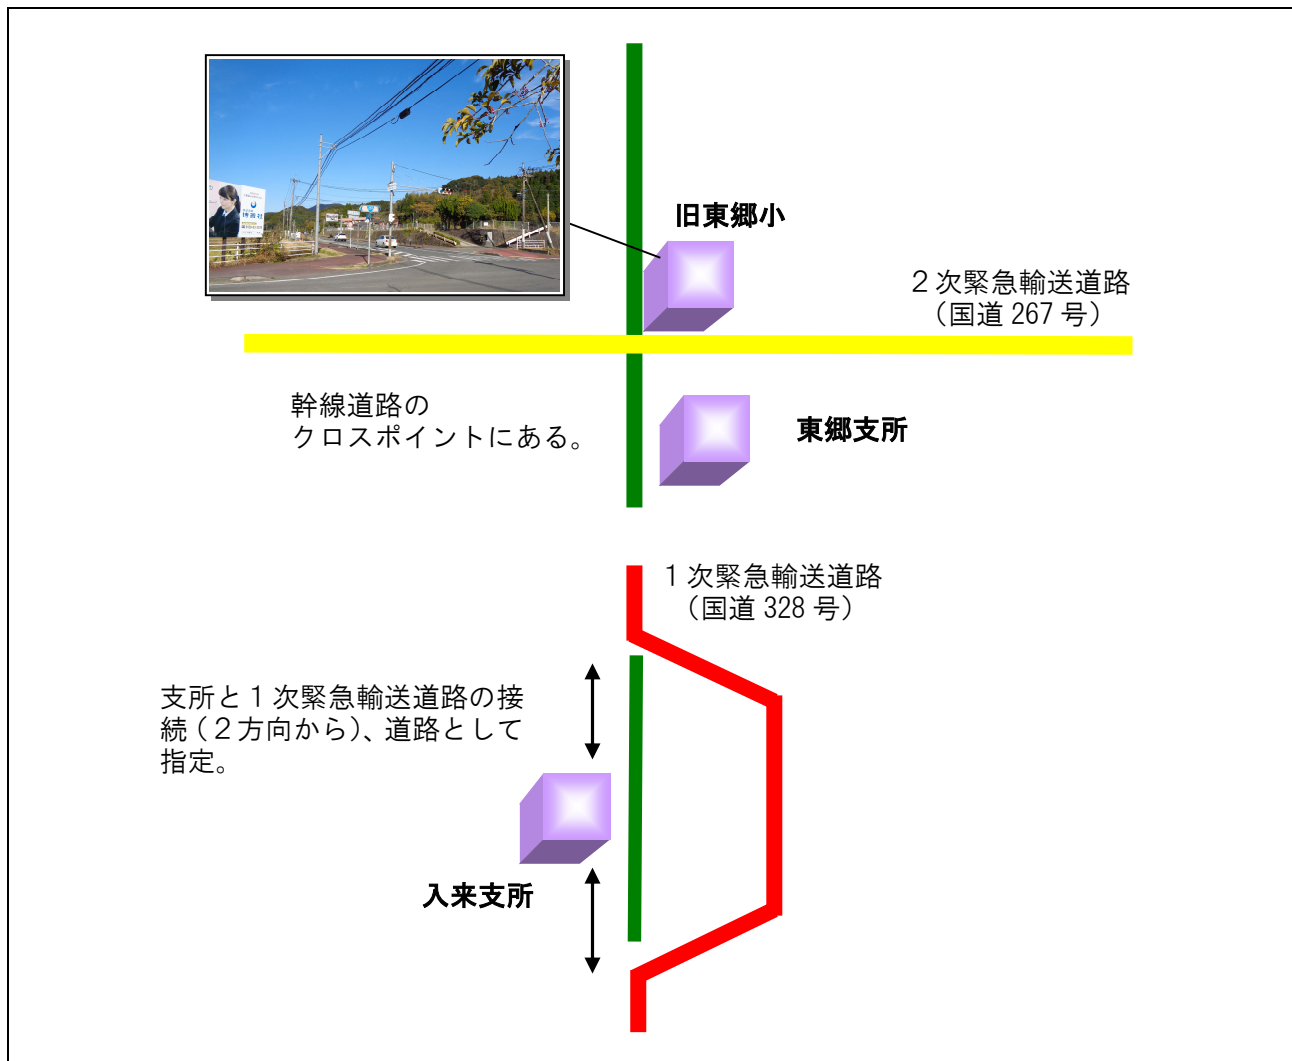 旧東郷小
２次緊急輸送道路
（国道 267 号）
幹線道路の
クロスポイントにある。
東郷支所
１次緊急輸送道路
（国道 328 号）
支所と１次緊急輸送道路の接
続（２方向から）、道路として
指定。
入来支所